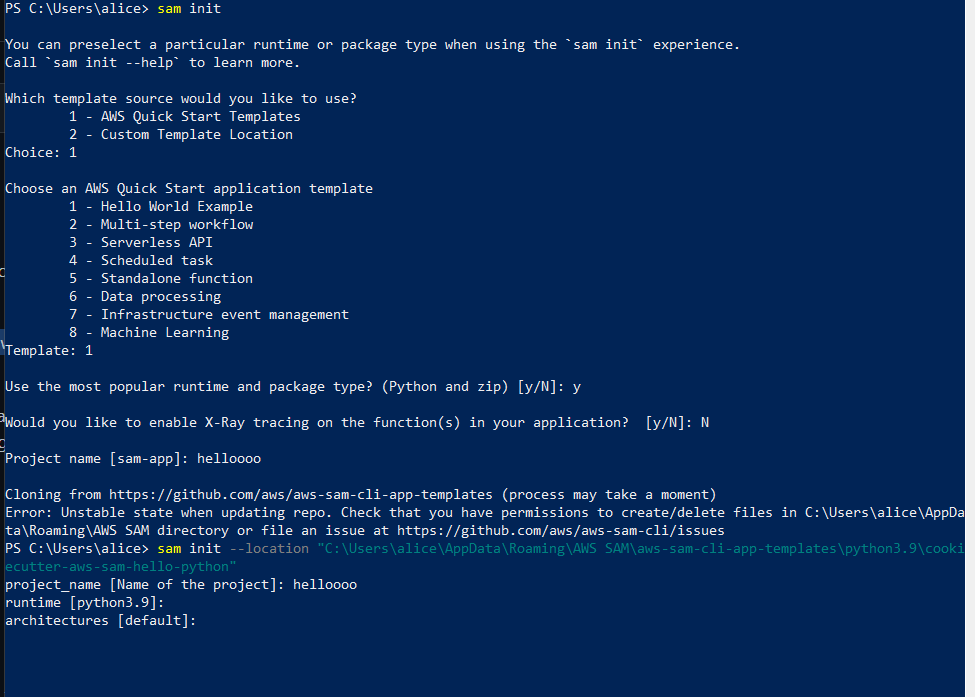 PS C:\Users\alice> sam init
You can preselect a particular runtime or package type when using the `sam init` experience.
Call `sam init --help` to learn more.
Which template source would you like to use?
1 - AWS Quick Start Templates
2 - Custom Template Location
Choice: 1
Choose an AWS Quick Start application template
1 - Hello World Example
2 - Multi-step workflow
3 - Serverless API
4 - Scheduled task
5 - Standalone function
6 - Data processing
7 - Infrastructure event management
8 - Machine Learning
Template: 1
Use the most popular runtime and package type? (Python and zip) [y/N]: y
Would you like to enable X-Ray tracing on the function(s) in your application?  [y/N]: N
Project name [sam-app]: helloooo
Cloning from https://github.com/aws/aws-sam-cli-app-templates (process may take a moment)
Error: Unstable state when updating repo. Check that you have permissions to create/delete files in C:\Users\alice\AppDa
ta\Roaming\AWS SAM directory or file an issue at https://github.com/aws/aws-sam-cli/issues
PS C:\Users\alice> sam init --location "C:\Users\alice\AppData\Roaming\AWS SAM\aws-sam-cli-app-templates\python3.9\cooki
ecutter-aws-sam-hello-python"
project_name [Name of the project]: helloooo
runtime [python3.9]:
architectures [default]: